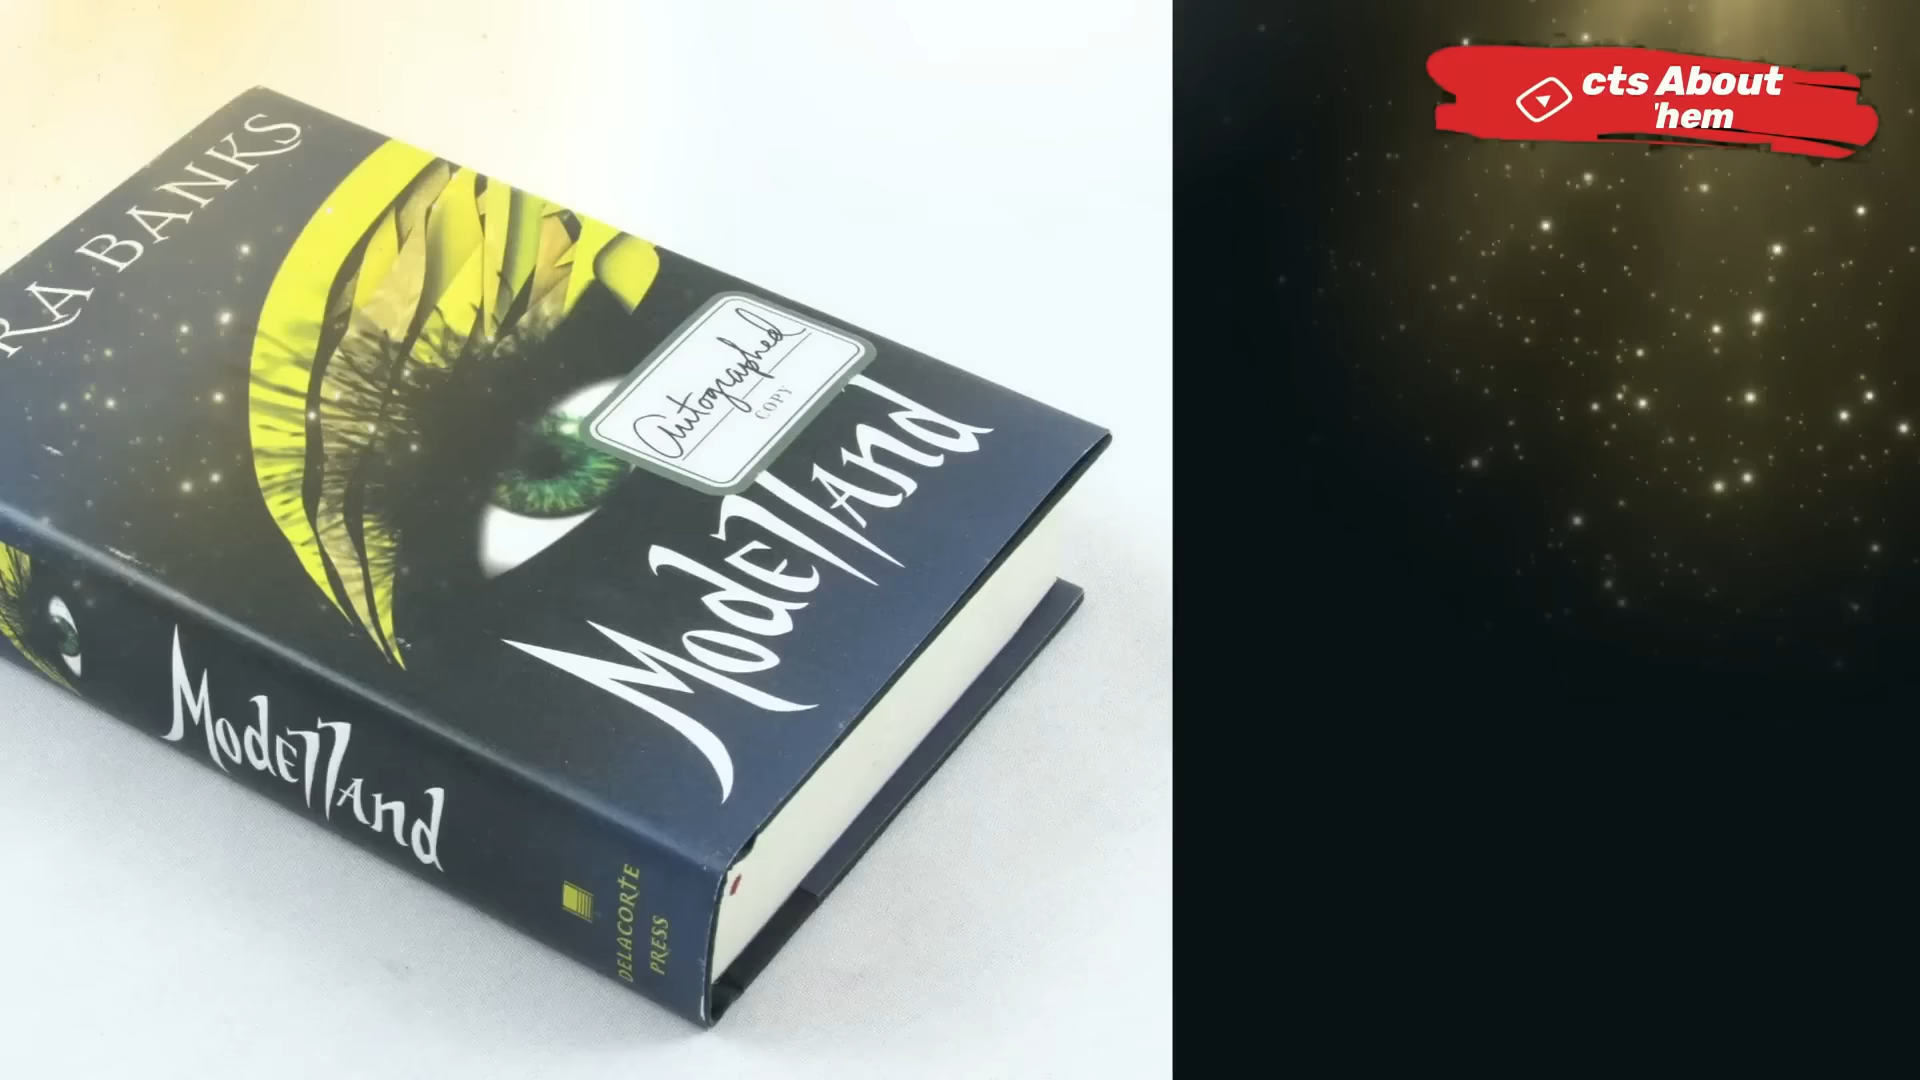 RA BANKS
Autographed
COPY
Modelland
Modelland
DELACORTE
PRESS
cts About
hem